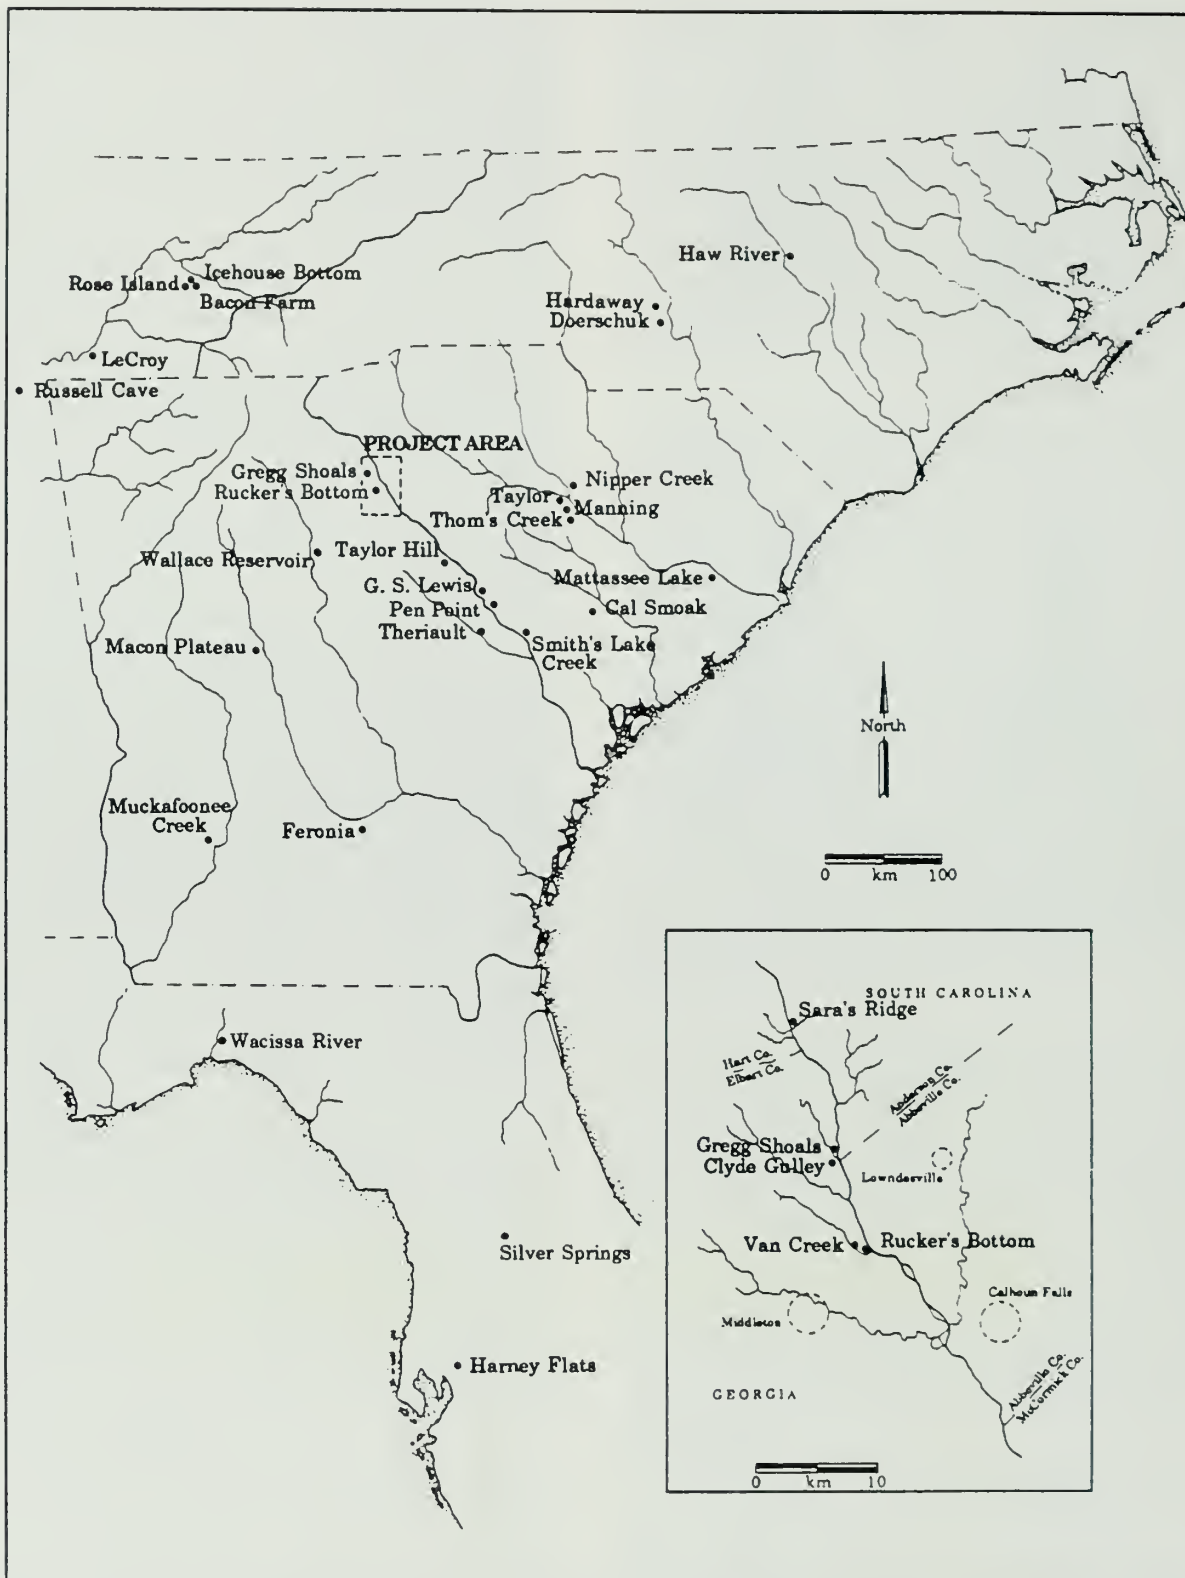 Haw River
Icehouse Bottom
Rose Island
Bacon Farm
Hardaway
Doerschuk
LeCroy
Russell Cave
PROJECT AREA
Gregg Shoals
Rucker's Bottom
Nipper Creek
Taylor
Manning
Thom's Creek
Wallace Reservoir
Taylor Hill
Mattassee Lake
G. S. Lewis
Pen Point
Cal Smoak
Theriault
Smith's Lake
Creek
Macon Plateau
North
Muckafoonee
Creek
Feronia
0 km 100
Wacissa River
Silver Springs
Harney Flats
SOUTH CAROLINA
Sara's Ridge
Hart Co.
Elbert Co.
Anderson Co.
Abbeville Co.
Gregg Shoals
Clyde Gulley
Lowndesville
Van Creek
Rucker's Bottom
Calhoun Falls
Middleton
Abbeville Co.
McCormick Co.
GEORGIA
0 km 10